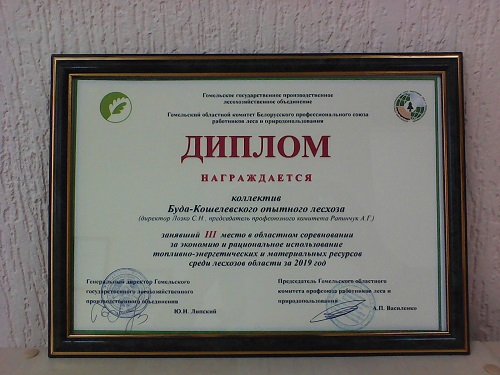 Гомельское государственное производственное
лесохозяйственное объединение
Гомельский областной комитет Белорусского профессионального союза
работников леса и природопользования
ДИПЛОМ
НАГРАЖДАЕТСЯ
коллектив
Буда-Кошелевского опытного лесхоза
(директор Лозко С.Н., председатель профсоюзного комитета Рапинчук А.Г.)
занявший III место в областном соревновании
за экономию и рациональное использование
топливно-энергетических и материальных ресурсов
среди лесхозов области за 2019 год
Генеральный директор Гомельского
государственного лесохозяйственного
производственного объединения
Ю.Н. Липский
Председатель Гомельского областного
комитета профсоюза работников леса и
природопользования
А.П. Василенко